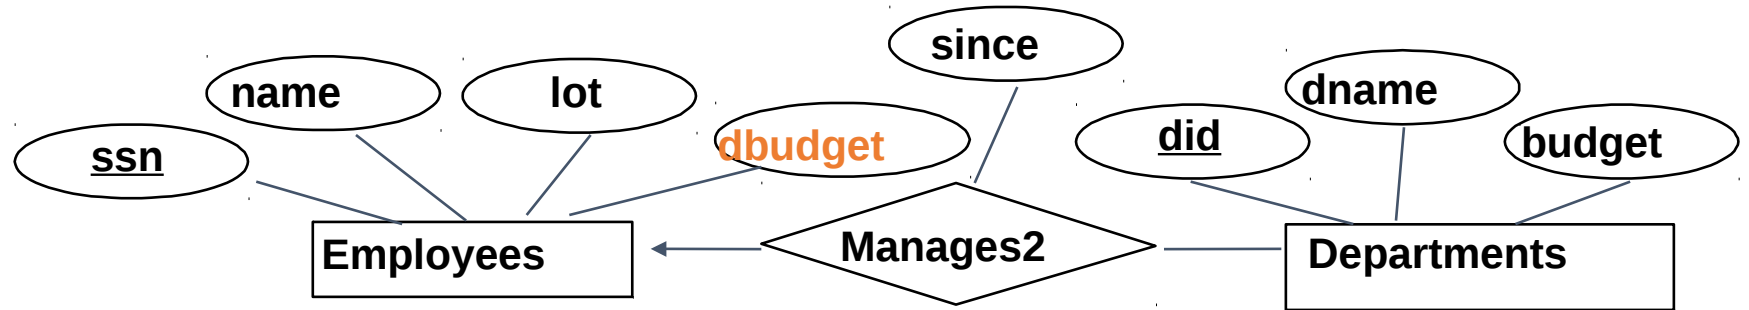 since
name
lot
dname
ssn
dbudget
did
budget
Employees
Manages2
Departments